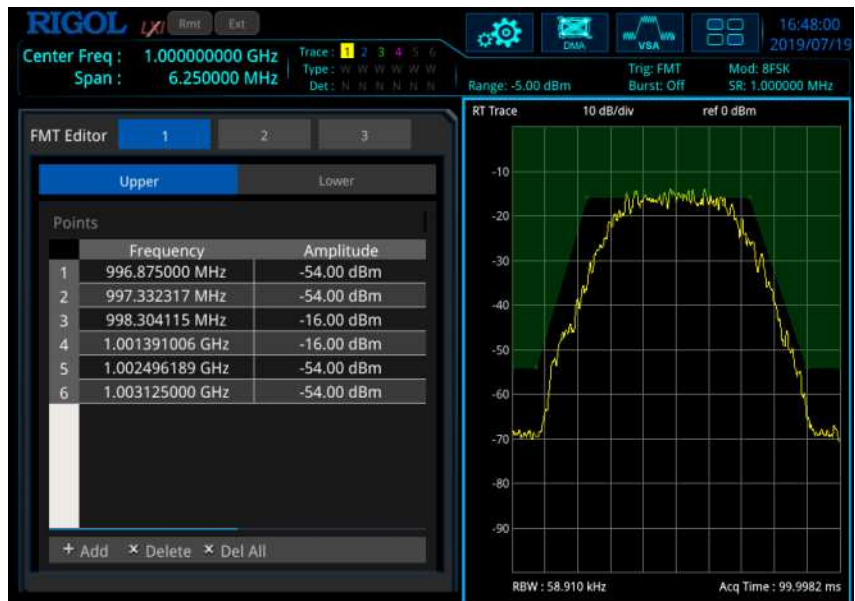 RIGOL LXI Rmt Ext
Center Freq : 1.000000000 GHz
Span : 6.250000 MHz
Trace : 1 2 3 4 5 6
Type : W W W W W W
Det : N N N N N N
DMA
VSA
16:48:00
2019/07/19
Range: -5.00 dBm
Trig: FMT
Burst: Off
Mod: 8FSK
SR: 1.000000 MHz
FMT Editor 1 2 3
Upper Lower
Points
Frequency Amplitude
1 996.875000 MHz -54.00 dBm
2 997.332317 MHz -54.00 dBm
3 998.304115 MHz -16.00 dBm
4 1.001391006 GHz -16.00 dBm
5 1.002496189 GHz -54.00 dBm
6 1.003125000 GHz -54.00 dBm
+ Add × Delete × Del All
RT Trace 10 dB/div ref 0 dBm
-10
-20
-30
-40
-50
-60
-70
-80
-90
RBW : 58.910 kHz Acq Time : 99.9982 ms